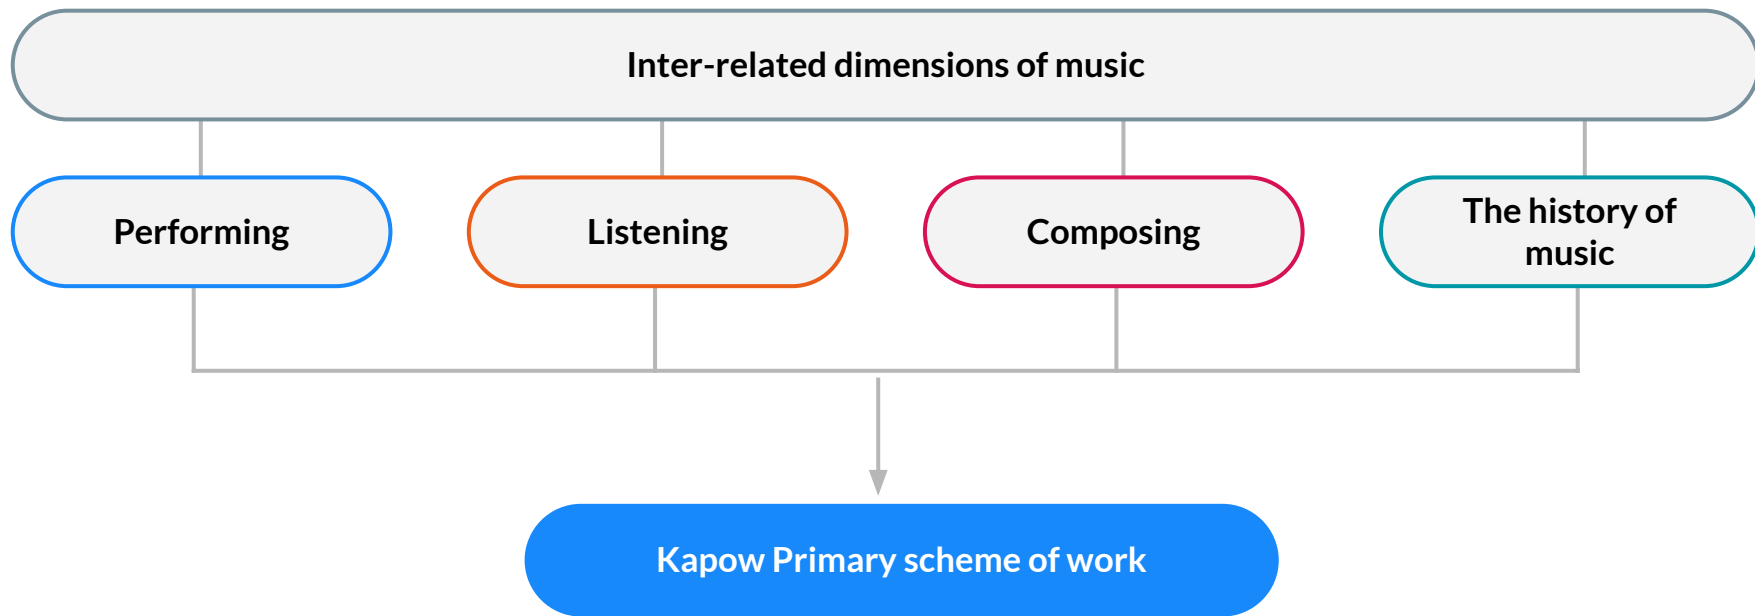 Inter-related dimensions of music
Performing
Listening
Composing
The history of
music
Kapow Primary scheme of work